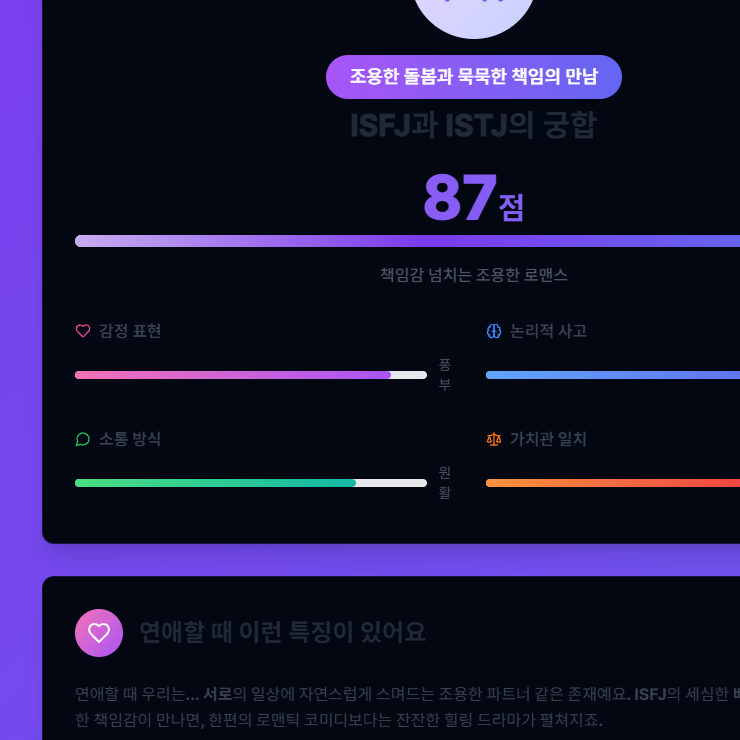 조용한 돌봄과 묵묵한 책임의 만남
ISFJ과 ISTJ의 궁합
87점
책임감 넘치는 조용한 로맨스
감정 표현
풍부
논리적 사고
소통 방식
원활
가치관 일치
연애할 때 이런 특징이 있어요
연애할 때 우리는... 서로의 일상에 자연스럽게 스며드는 조용한 파트너 같은 존재예요. ISFJ의 세심한
한 책임감이 만나면, 한편의 로맨틱 코미디보다는 잔잔한 힐링 드라마가 펼쳐지죠.